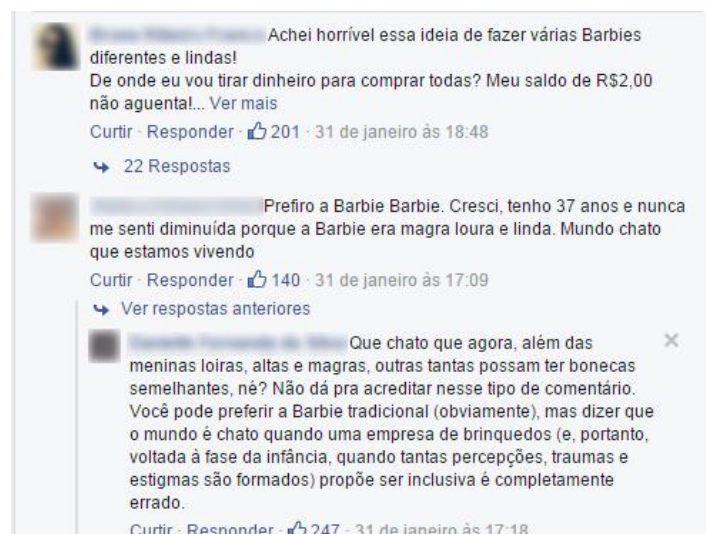 Achei horrível essa ideia de fazer várias Barbies
diferentes e lindas!
De onde eu vou tirar dinheiro para comprar todas? Meu saldo de R$2,00
não aguenta!... Ver mais
Curtir · Responder · 201 · 31 de janeiro às 18:48
22 Respostas
Prefiro a Barbie Barbie. Cresci, tenho 37 anos e nunca
me senti diminuída porque a Barbie era magra loura e linda. Mundo chato
que estamos vivendo
Curtir · Responder · 140 · 31 de janeiro às 17:09
Ver respostas anteriores
Que chato que agora, além das
meninas loiras, altas e magras, outras tantas possam ter bonecas
semelhantes, né? Não dá pra acreditar nesse tipo de comentário.
Você pode preferir a Barbie tradicional (obviamente), mas dizer que
o mundo é chato quando uma empresa de brinquedos (e, portanto,
voltada à fase da infância, quando tantas percepções, traumas e
estigmas são formados) propõe ser inclusiva é completamente
errado.
Curtir · Responder · 247 · 31 de janeiro às 17:18